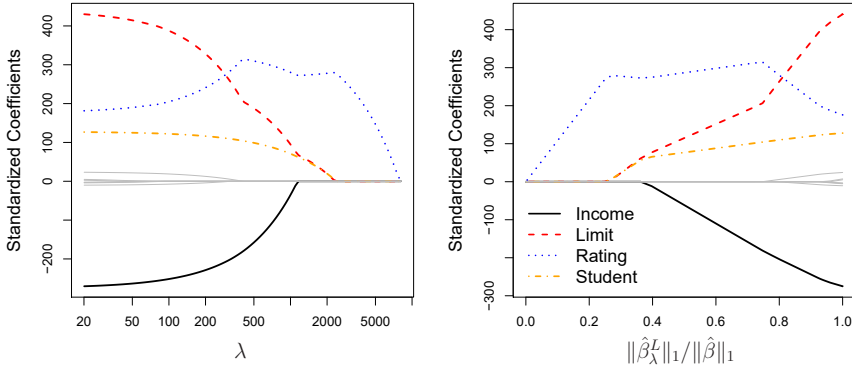 Standardized Coefficients
400
300
200
100
0
-200
20 50 100 200 500 2000 5000
λ
Standardized Coefficients
400
300
200
100
0
-100
-300
Income
Limit
Rating
Student
0.0 0.2 0.4 0.6 0.8 1.0
‖β̂ᴸ_λ‖₁/‖β̂‖₁